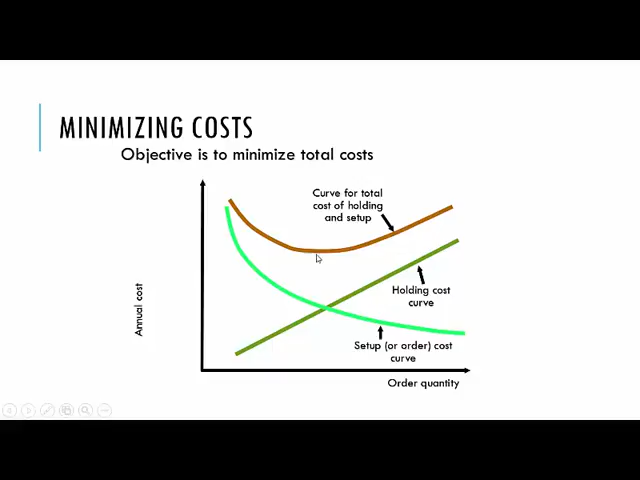 MINIMIZING COSTS
Objective is to minimize total costs
Curve for total
cost of holding
and setup
Holding cost
curve
Annual cost
Setup (or order) cost
curve
Order quantity